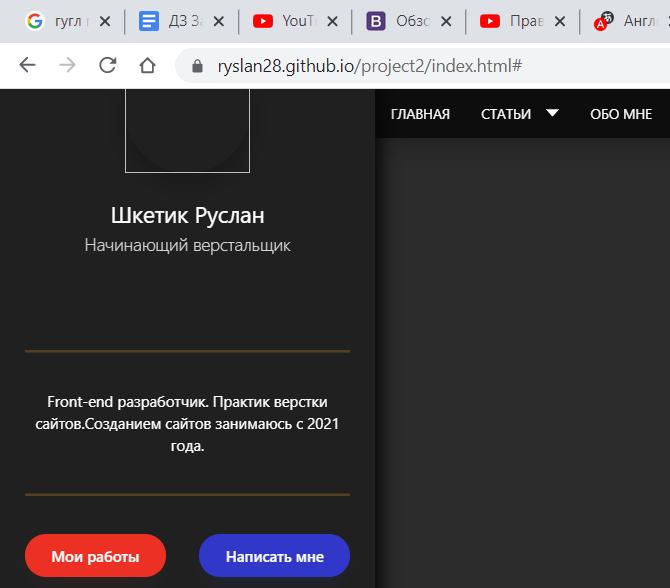 гугл
ДЗ За
YouT
Обзо
Прав
Англ
ryslan28.github.io/project2/index.html#
ГЛАВНАЯ СТАТЬИ ОБО МНЕ
Шкетик Руслан
Начинающий верстальщик
Front-end разработчик. Практик верстки
сайтов.Созданием сайтов занимаюсь с 2021
года.
Мои работы
Написать мне